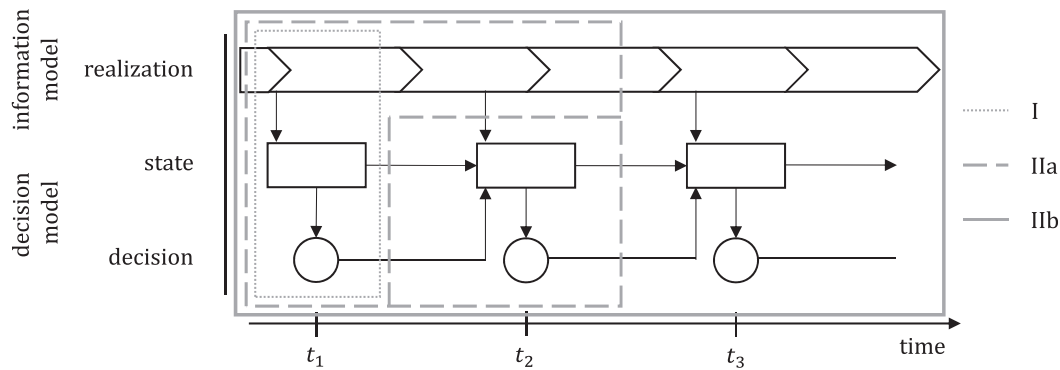 information
model
decision
model
realization
state
decision
I
IIa
IIb
t1
t2
t3
time